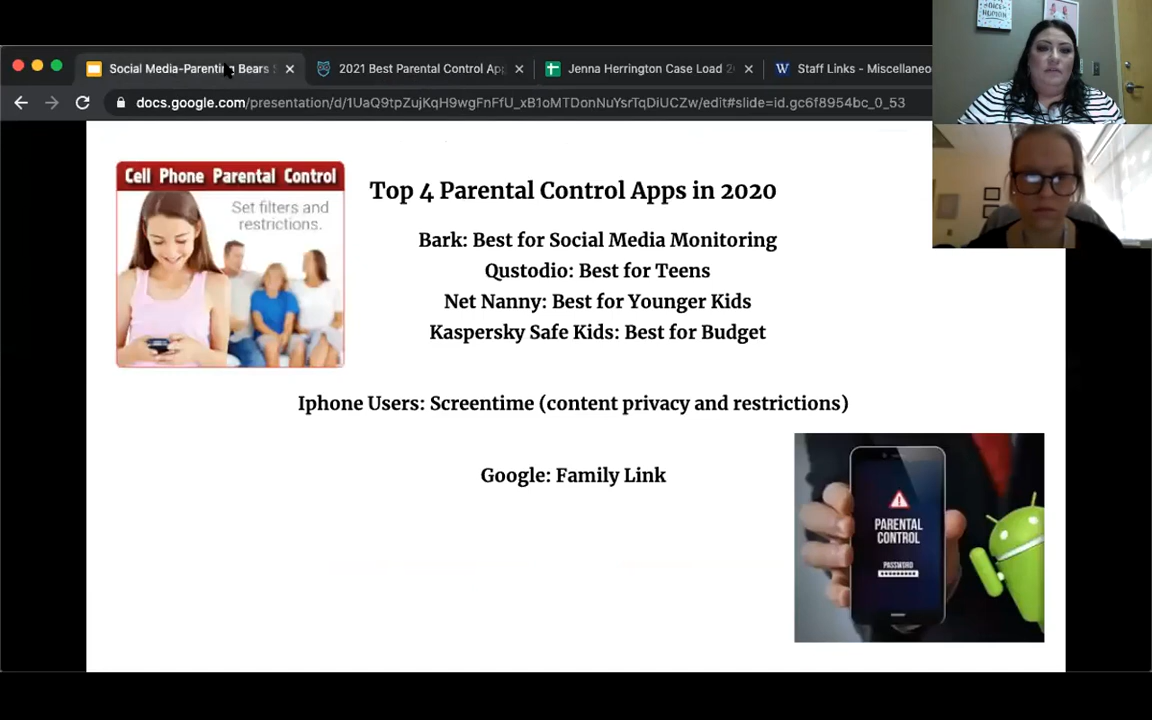 Social Media-Parenting Bears
2021 Best Parental Control Ap
Jenna Herrington Case Load 2
Staff Links - Miscellaneo
docs.google.com/presentation/d/1UaQ9tpZujKqH9wgFnFfU_xB1oMTDonNuYsrTqDiUCZw/edit#slide=id.gc6f8954bc_0_53
Cell Phone Parental Control
Set filters and
restrictions.
Top 4 Parental Control Apps in 2020
Bark: Best for Social Media Monitoring
Qustodio: Best for Teens
Net Nanny: Best for Younger Kids
Kaspersky Safe Kids: Best for Budget
Iphone Users: Screentime (content privacy and restrictions)
Google: Family Link
PARENTAL
CONTROL
PASSWORD